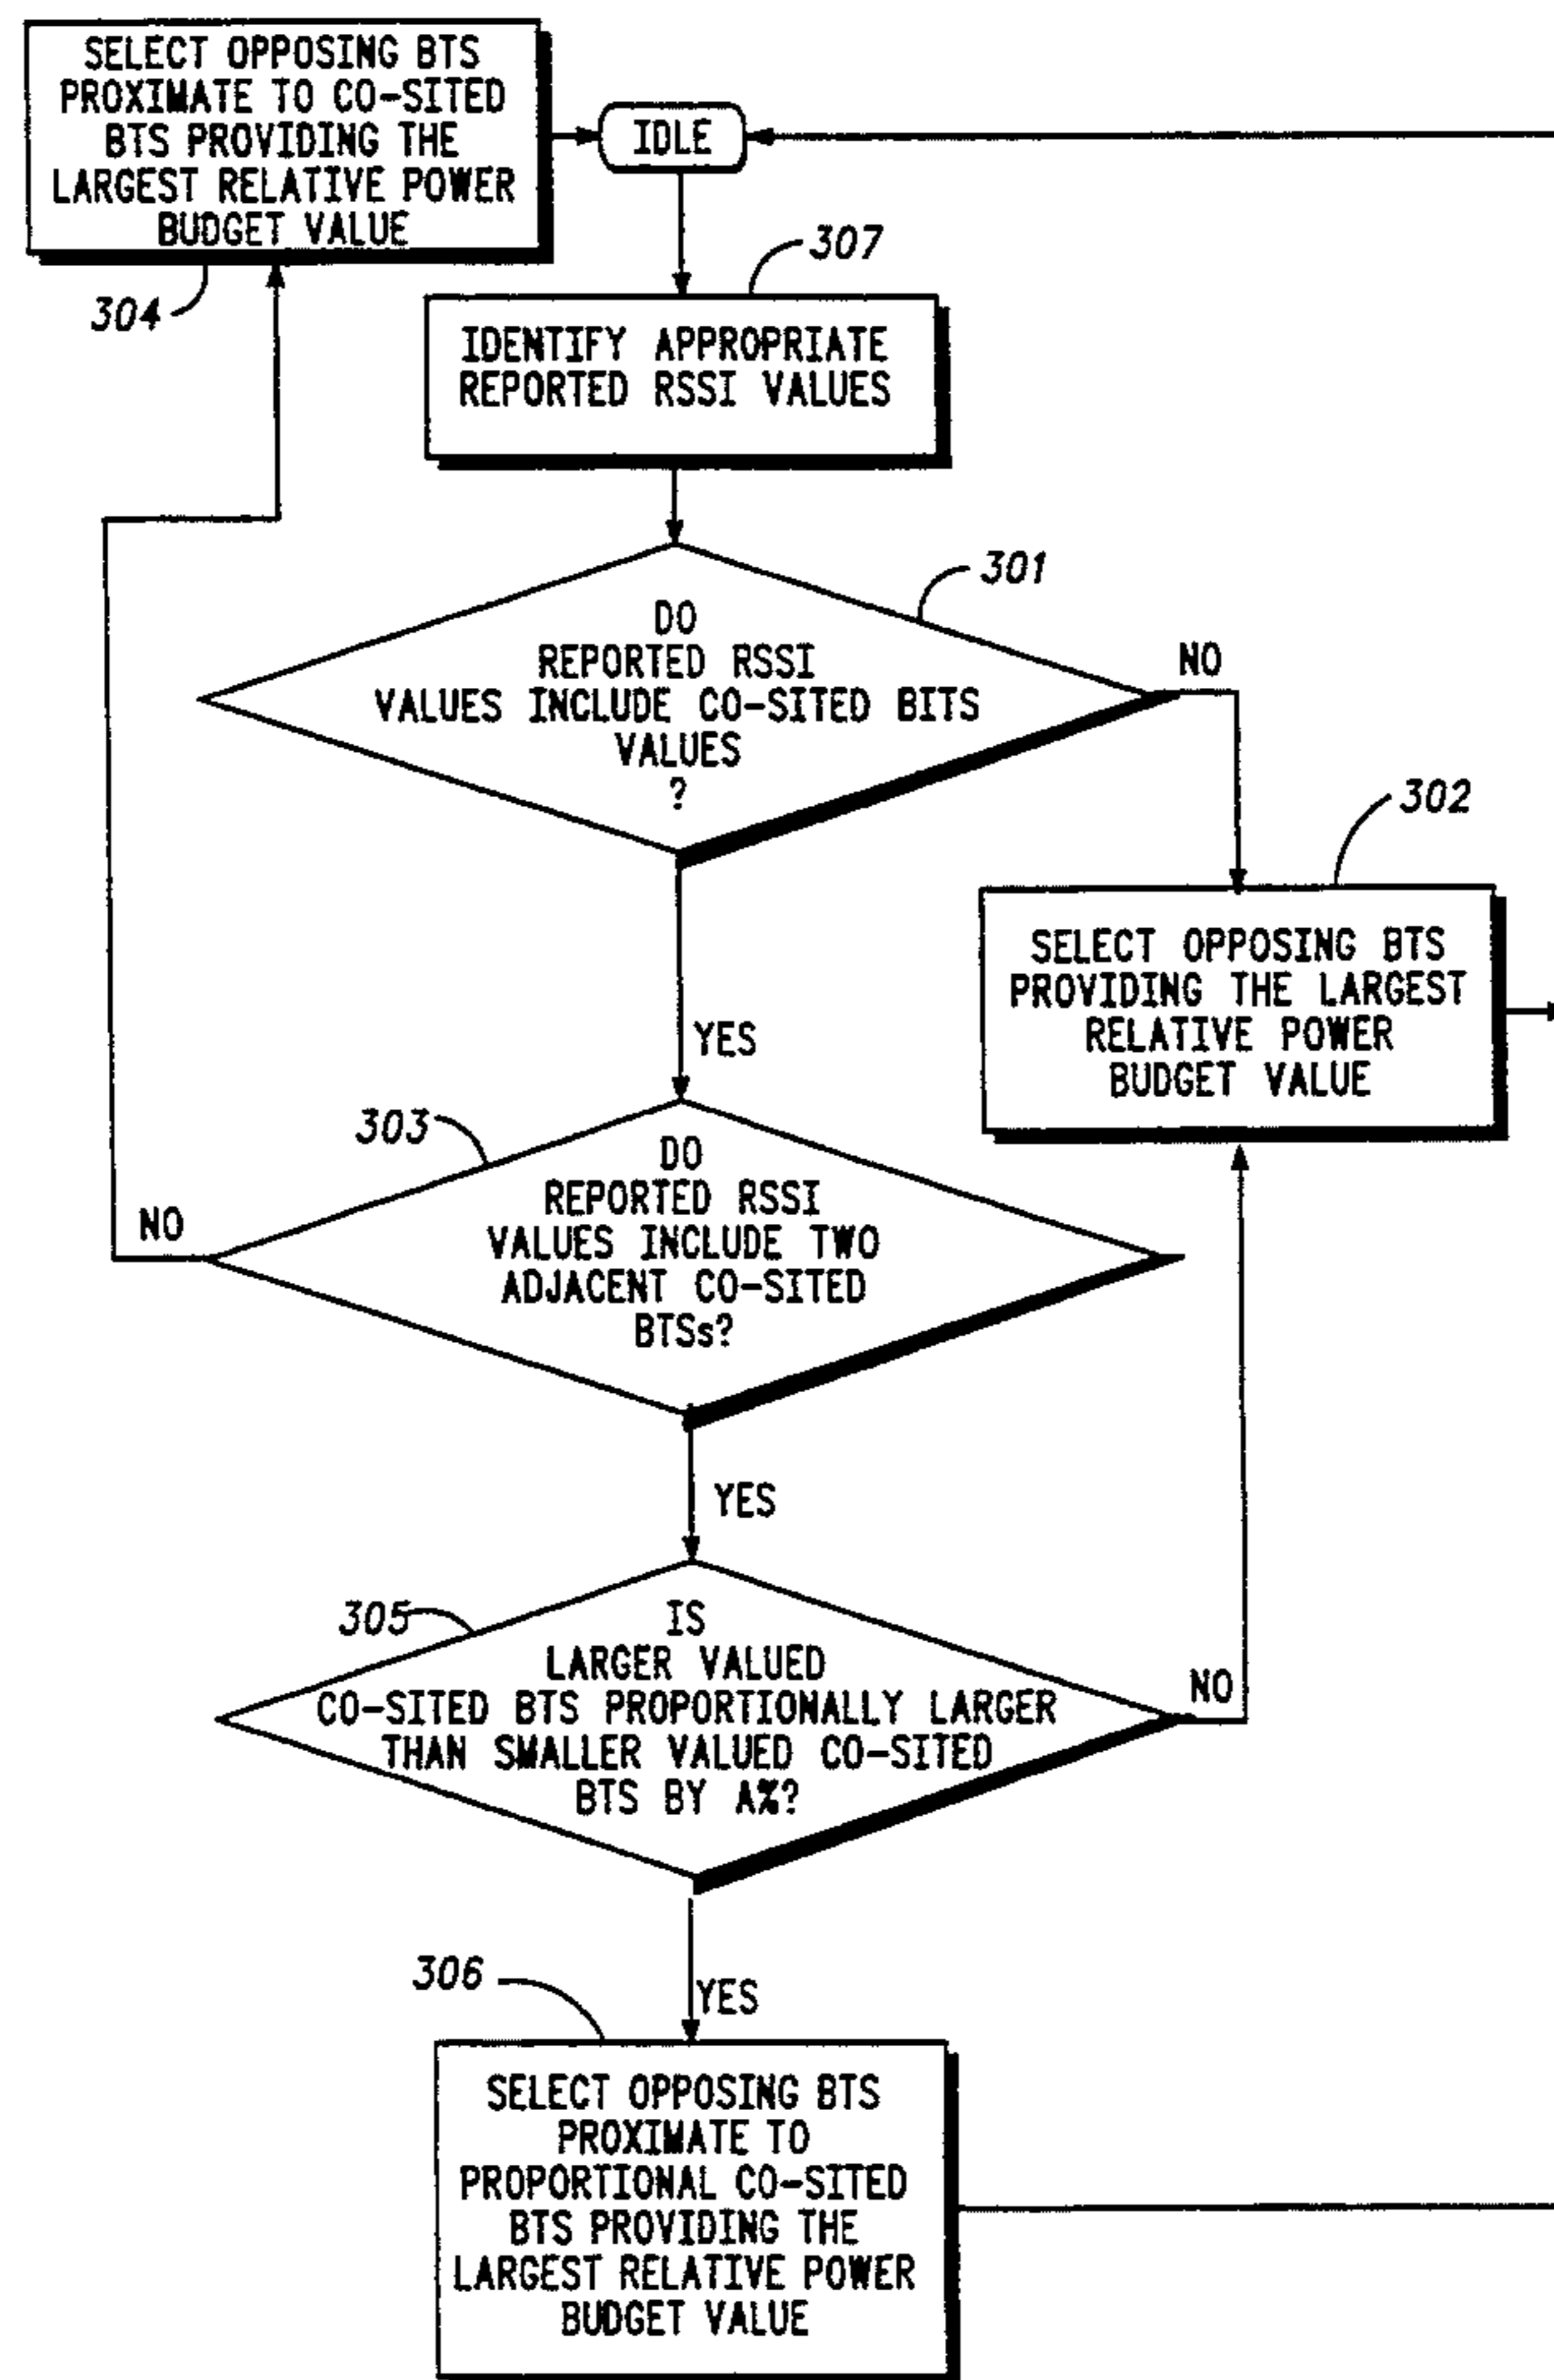 SELECT OPPOSING BTS
PROXIMATE TO CO-SITED
BTS PROVIDING THE
LARGEST RELATIVE POWER
BUDGET VALUE
304
IDLE
307
IDENTIFY APPROPRIATE
REPORTED RSSI VALUES
301
DO
REPORTED RSSI
VALUES INCLUDE CO-SITED BITS
VALUES
?
NO
YES
302
SELECT OPPOSING BTS
PROVIDING THE LARGEST
RELATIVE POWER
BUDGET VALUE
303
DO
REPORTED RSSI
VALUES INCLUDE TWO
ADJACENT CO-SITED
BTSs?
NO
YES
305
IS
LARGER VALUED
CO-SITED BTS PROPORTIONALLY LARGER
THAN SMALLER VALUED CO-SITED
BTS BY A%?
NO
YES
306
SELECT OPPOSING BTS
PROXIMATE TO
PROPORTIONAL CO-SITED
BTS PROVIDING THE
LARGEST RELATIVE POWER
BUDGET VALUE